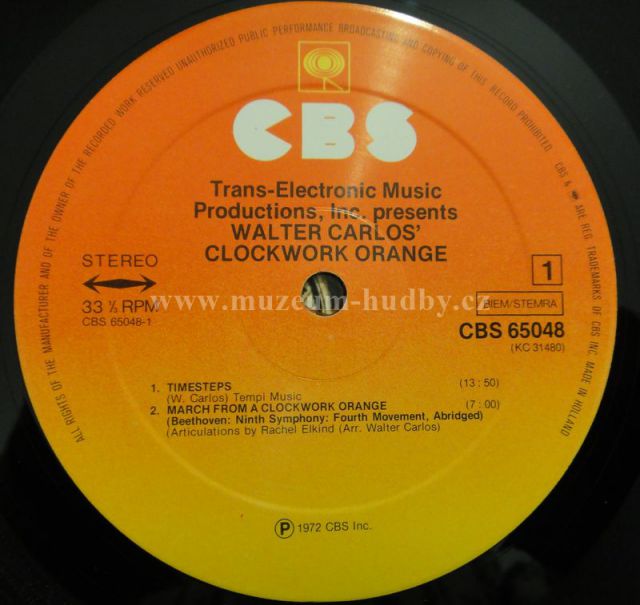 ALL RIGHTS OF THE MANUFACTURER AND OF THE OWNER OF THE RECORDED WORK RESERVED UNAUTHORIZED PUBLIC PERFORMANCE BROADCASTING AND COPYING OF THIS RECORD PROHIBITED. CBS & ARE REG. TRADEMARKS OF CBS INC. MADE IN HOLLAND
CBS
Trans-Electronic Music
Productions, Inc. presents
WALTER CARLOS'
CLOCKWORK ORANGE
STEREO
33 ⅓ RPM
CBS 65048-1
1
BIEM/STEMRA
CBS 65048
(KC 31480)
www.muzeum-hudby.cz
1. TIMESTEPS (13:50)
(W. Carlos) Tempi Music
2. MARCH FROM A CLOCKWORK ORANGE (7:00)
(Beethoven: Ninth Symphony: Fourth Movement, Abridged)
(Articulations by Rachel Elkind (Arr. Walter Carlos)
Ⓟ 1972 CBS Inc.